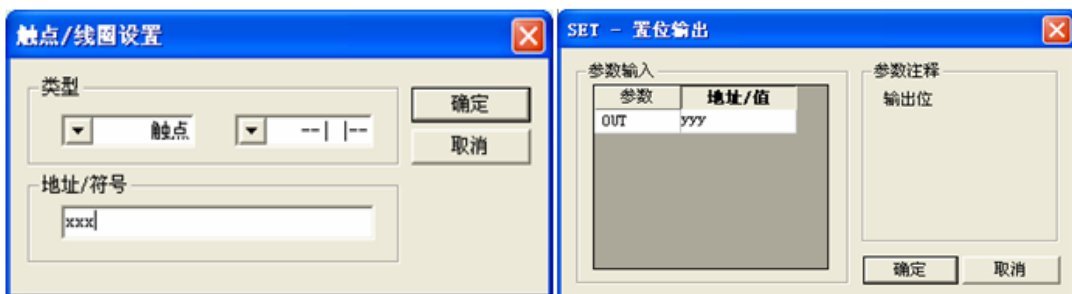 触点/线圈设置
类型
触点
--| |--
确定
取消
地址/符号
xxx
SET - 置位输出
参数输入
参数
地址/值
OUT
yyy
参数注释
输出位
确定
取消